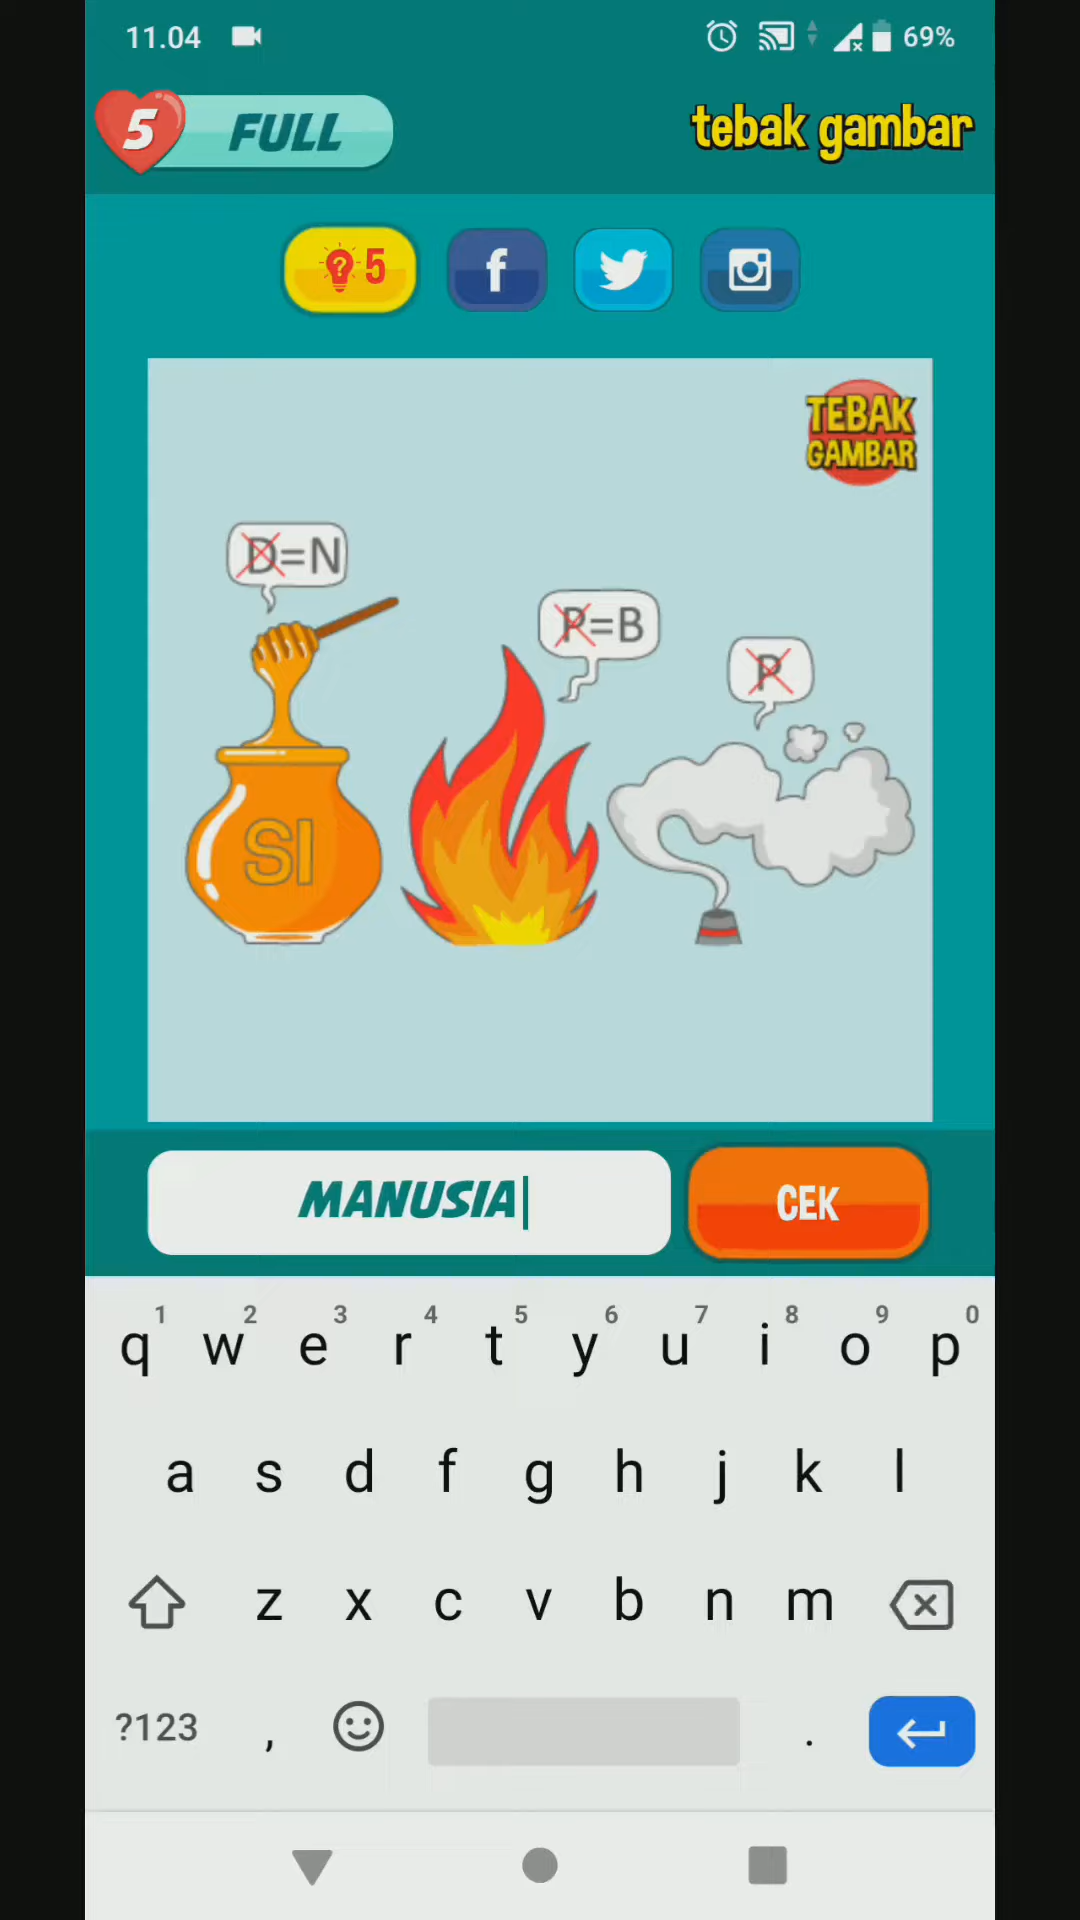 11.04
69%
5 FULL
tebak gambar
? 5
f
TEBAK
GAMBAR
D=N
P=B
P
SI
MANUSIA
CEK
1 2 3 4 5 6 7 8 9 0
q w e r t y u i o p
a s d f g h j k l
z x c v b n m
?123 , .